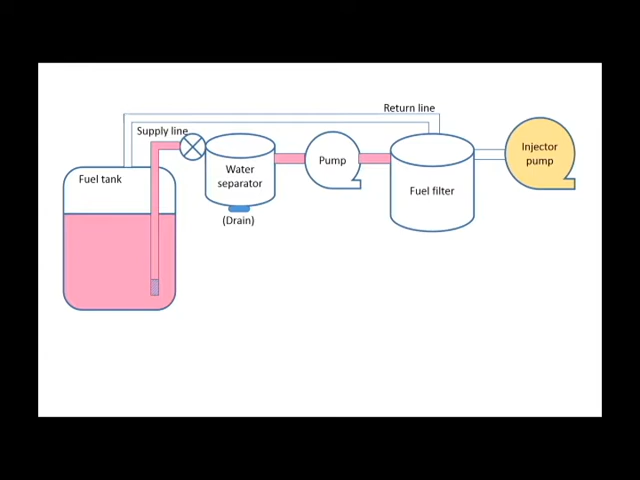 Return line
Supply line
Fuel tank
Water
separator
(Drain)
Pump
Fuel filter
Injector
pump